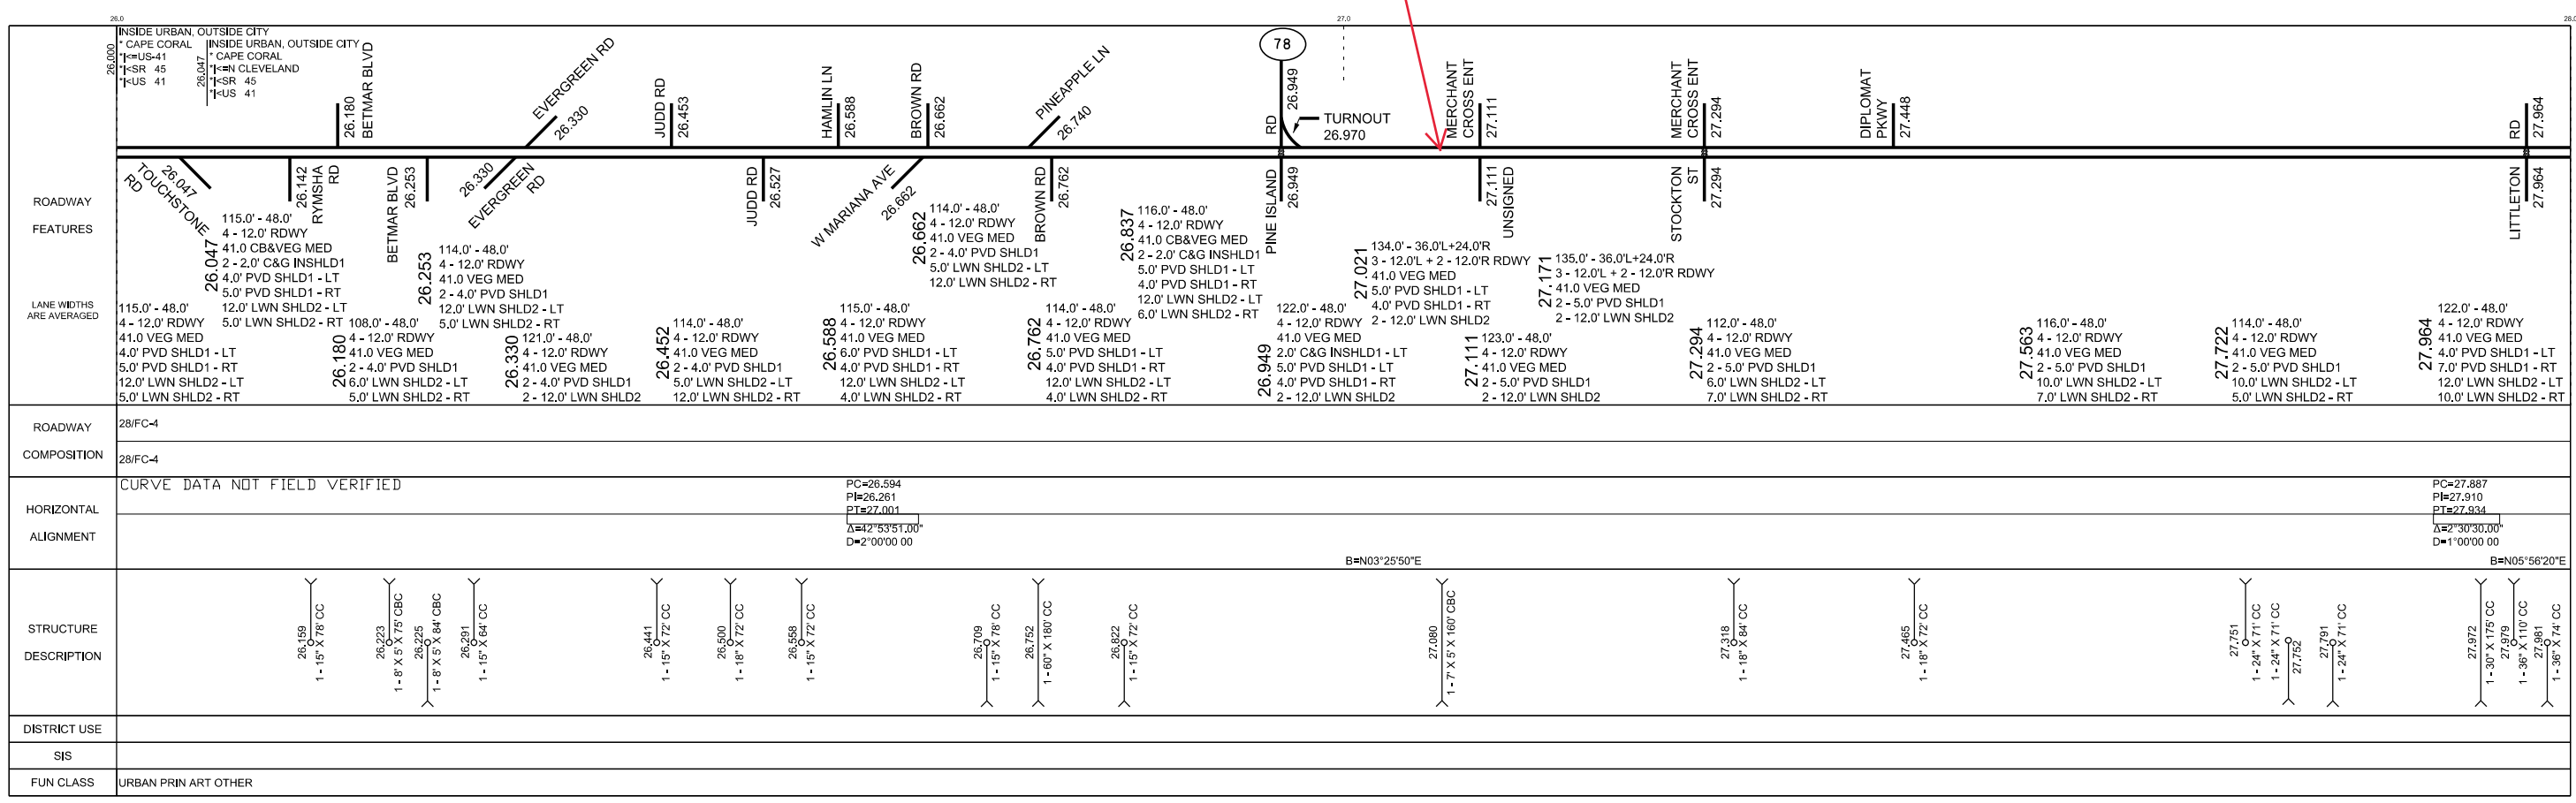 26.0
27.0
28.0
26.000
INSIDE URBAN, OUTSIDE CITY
* CAPE CORAL
*|<=US-41
*|<SR 45
*|<US 41
26.047
INSIDE URBAN, OUTSIDE CITY
* CAPE CORAL
*|<=N CLEVELAND
*|<SR 45
*|<US 41
26.180
BETMAR BLVD
EVERGREEN RD
26.330
JUDD RD
26.453
HAMLIN LN
26.588
BROWN RD
26.662
PINEAPPLE LN
26.740
78
RD
26.949
TURNOUT
26.970
MERCHANT
CROSS ENT
27.111
MERCHANT
CROSS ENT
27.294
DIPLOMAT
PKWY
27.448
RD
27.964
ROADWAY
FEATURES
LANE WIDTHS
ARE AVERAGED
26.047
TOUCHSTONE
RD
26.142
RYMSHA
RD
BETMAR BLVD
26.253
26.330
EVERGREEN
RD
JUDD RD
26.527
W MARIANA AVE
26.662
BROWN RD
26.762
PINE ISLAND
26.949
27.111
UNSIGNED
STOCKTON
ST
27.294
LITTLETON
27.964
115.0' - 48.0'
4 - 12.0' RDWY
41.0 VEG MED
4.0' PVD SHLD1 - LT
5.0' PVD SHLD1 - RT
12.0' LWN SHLD2 - LT
5.0' LWN SHLD2 - RT
26.047
115.0' - 48.0'
4 - 12.0' RDWY
41.0 CB&VEG MED
2 - 2.0' C&G INSHLD1
4.0' PVD SHLD1 - LT
5.0' PVD SHLD1 - RT
12.0' LWN SHLD2 - LT
5.0' LWN SHLD2 - RT
26.180
108.0' - 48.0'
4 - 12.0' RDWY
41.0 VEG MED
2 - 4.0' PVD SHLD1
6.0' LWN SHLD2 - LT
5.0' LWN SHLD2 - RT
26.253
114.0' - 48.0'
4 - 12.0' RDWY
41.0 VEG MED
2 - 4.0' PVD SHLD1
12.0' LWN SHLD2 - LT
5.0' LWN SHLD2 - RT
26.330
121.0' - 48.0'
4 - 12.0' RDWY
41.0 VEG MED
2 - 4.0' PVD SHLD1
2 - 12.0' LWN SHLD2
26.452
114.0' - 48.0'
4 - 12.0' RDWY
41.0 VEG MED
2 - 4.0' PVD SHLD1
5.0' LWN SHLD2 - LT
12.0' LWN SHLD2 - RT
26.588
115.0' - 48.0'
4 - 12.0' RDWY
41.0 VEG MED
6.0' PVD SHLD1 - LT
4.0' PVD SHLD1 - RT
12.0' LWN SHLD2 - LT
4.0' LWN SHLD2 - RT
26.662
114.0' - 48.0'
4 - 12.0' RDWY
41.0 VEG MED
2 - 4.0' PVD SHLD1
5.0' LWN SHLD2 - LT
12.0' LWN SHLD2 - RT
26.762
114.0' - 48.0'
4 - 12.0' RDWY
41.0 VEG MED
5.0' PVD SHLD1 - LT
4.0' PVD SHLD1 - RT
12.0' LWN SHLD2 - LT
4.0' LWN SHLD2 - RT
26.837
116.0' - 48.0'
4 - 12.0' RDWY
41.0 CB&VEG MED
2 - 2.0' C&G INSHLD1
5.0' PVD SHLD1 - LT
4.0' PVD SHLD1 - RT
12.0' LWN SHLD2 - LT
6.0' LWN SHLD2 - RT
26.949
122.0' - 48.0'
4 - 12.0' RDWY
41.0 VEG MED
2.0' C&G INSHLD1 - LT
5.0' PVD SHLD1 - LT
4.0' PVD SHLD1 - RT
2 - 12.0' LWN SHLD2
27.021
134.0' - 36.0'L+24.0'R
3 - 12.0'L + 2 - 12.0'R RDWY
41.0 VEG MED
5.0' PVD SHLD1 - LT
4.0' PVD SHLD1 - RT
2 - 12.0' LWN SHLD2
27.111
123.0' - 48.0'
4 - 12.0' RDWY
41.0 VEG MED
2 - 5.0' PVD SHLD1
2 - 12.0' LWN SHLD2
27.171
135.0' - 36.0'L+24.0'R
3 - 12.0'L + 2 - 12.0'R RDWY
41.0 VEG MED
2 - 5.0' PVD SHLD1
2 - 12.0' LWN SHLD2
27.294
112.0' - 48.0'
4 - 12.0' RDWY
41.0 VEG MED
2 - 5.0' PVD SHLD1
6.0' LWN SHLD2 - LT
7.0' LWN SHLD2 - RT
27.563
116.0' - 48.0'
4 - 12.0' RDWY
41.0 VEG MED
2 - 5.0' PVD SHLD1
10.0' LWN SHLD2 - LT
7.0' LWN SHLD2 - RT
27.722
114.0' - 48.0'
4 - 12.0' RDWY
41.0 VEG MED
2 - 5.0' PVD SHLD1
10.0' LWN SHLD2 - LT
5.0' LWN SHLD2 - RT
27.964
122.0' - 48.0'
4 - 12.0' RDWY
41.0 VEG MED
4.0' PVD SHLD1 - LT
7.0' PVD SHLD1 - RT
12.0' LWN SHLD2 - LT
10.0' LWN SHLD2 - RT
ROADWAY
COMPOSITION
28/FC-4
28/FC-4
HORIZONTAL
ALIGNMENT
CURVE DATA NOT FIELD VERIFIED
PC=26.594
PI=26.261
PT=27.001
Δ=42°53'51.00"
D=2°00'00 00
B=N03°25'50"E
PC=27.887
PI=27.910
PT=27.934
Δ=2°30'30.00"
D=1°00'00 00
B=N05°56'20"E
STRUCTURE
DESCRIPTION
26.159
1 - 15" X 78' CC
26.223
1 - 8' X 5' X 75' CBC
26.225
1 - 8' X 5' X 84' CBC
26.291
1 - 15" X 64' CC
26.441
1 - 15" X 72' CC
26.500
1 - 18" X 72' CC
26.558
1 - 15" X 72' CC
26.709
1 - 15" X 78' CC
26.752
1 - 60" X 180' CC
26.822
1 - 15" X 72' CC
27.080
1 - 7' X 5' X 160' CBC
27.318
1 - 18" X 84' CC
27.465
1 - 18" X 72' CC
27.751
1 - 24" X 71' CC
1 - 24" X 71' CC
27.752
27.791
1 - 24" X 71' CC
27.972
1 - 30" X 175' CC
27.979
1 - 36" X 110' CC
27.981
1 - 36" X 74' CC
DISTRICT USE
SIS
FUN CLASS
URBAN PRIN ART OTHER